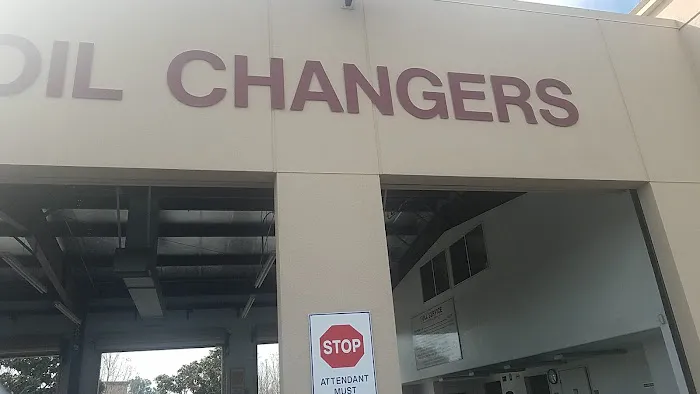 OIL CHANGERS
STOP
ATTENDANT
MUST